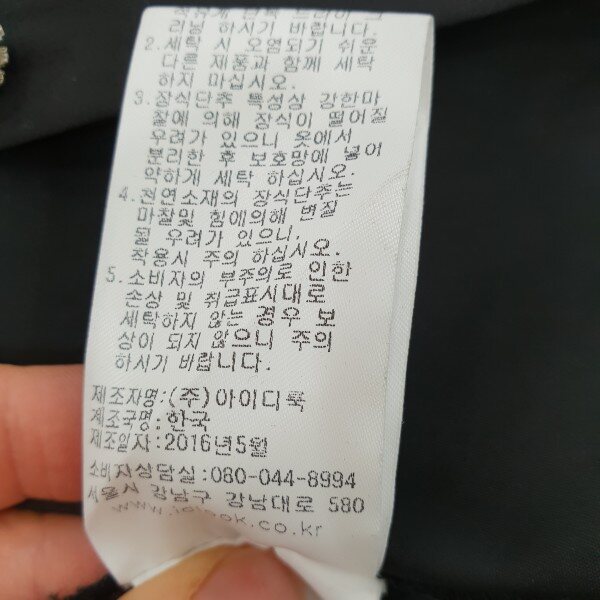 하시기 바랍니다.
2.세탁 시 오염되기 쉬운
다른 제품과 함께 세탁
하지 마십시오.
3.장식단추 특성상 강한마
찰에 의해 장식이 떨어질
우려가 있으니 옷에서
분리한 후 보호망에 넣어
약하게 세탁 하십시오.
4.천연소재의 장식단추는
마찰및 힘에의해 변질
될 우려가 있으니,
착용시 주의 하십시오.
5.소비자의 부주의로 인한
손상 및 취급표시대로
세탁하지 않는 경우 보
상이 되지 않으니 주의
하시기 바랍니다.
제조자명:(주)아이디룩
제조국명:한국
제조일자:2016년5월
소비자상담실:080-044-8994
서울시 강남구 강남대로 580
www.idlook.co.kr